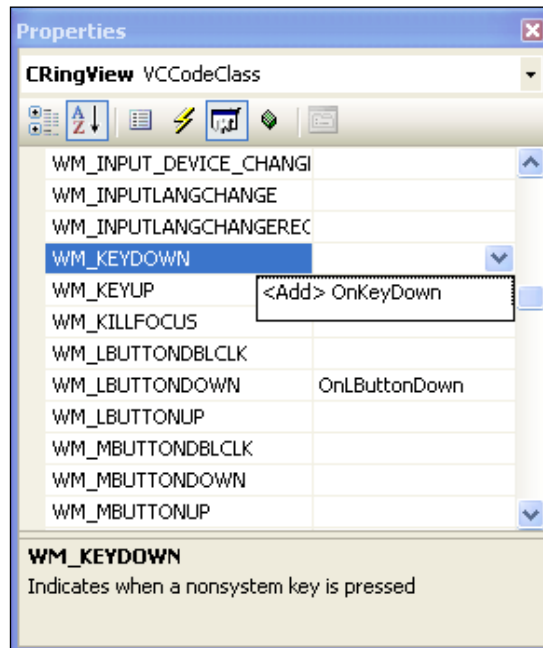 Properties
CRingView VCCodeClass
WM_INPUT_DEVICE_CHANGI
WM_INPUTLANGCHANGE
WM_INPUTLANGCHANGEREC
WM_KEYDOWN
WM_KEYUP
<Add> OnKeyDown
WM_KILLFOCUS
WM_LBUTTONDBLCLK
WM_LBUTTONDOWN OnLButtonDown
WM_LBUTTONUP
WM_MBUTTONDBLCLK
WM_MBUTTONDOWN
WM_MBUTTONUP
WM_KEYDOWN
Indicates when a nonsystem key is pressed